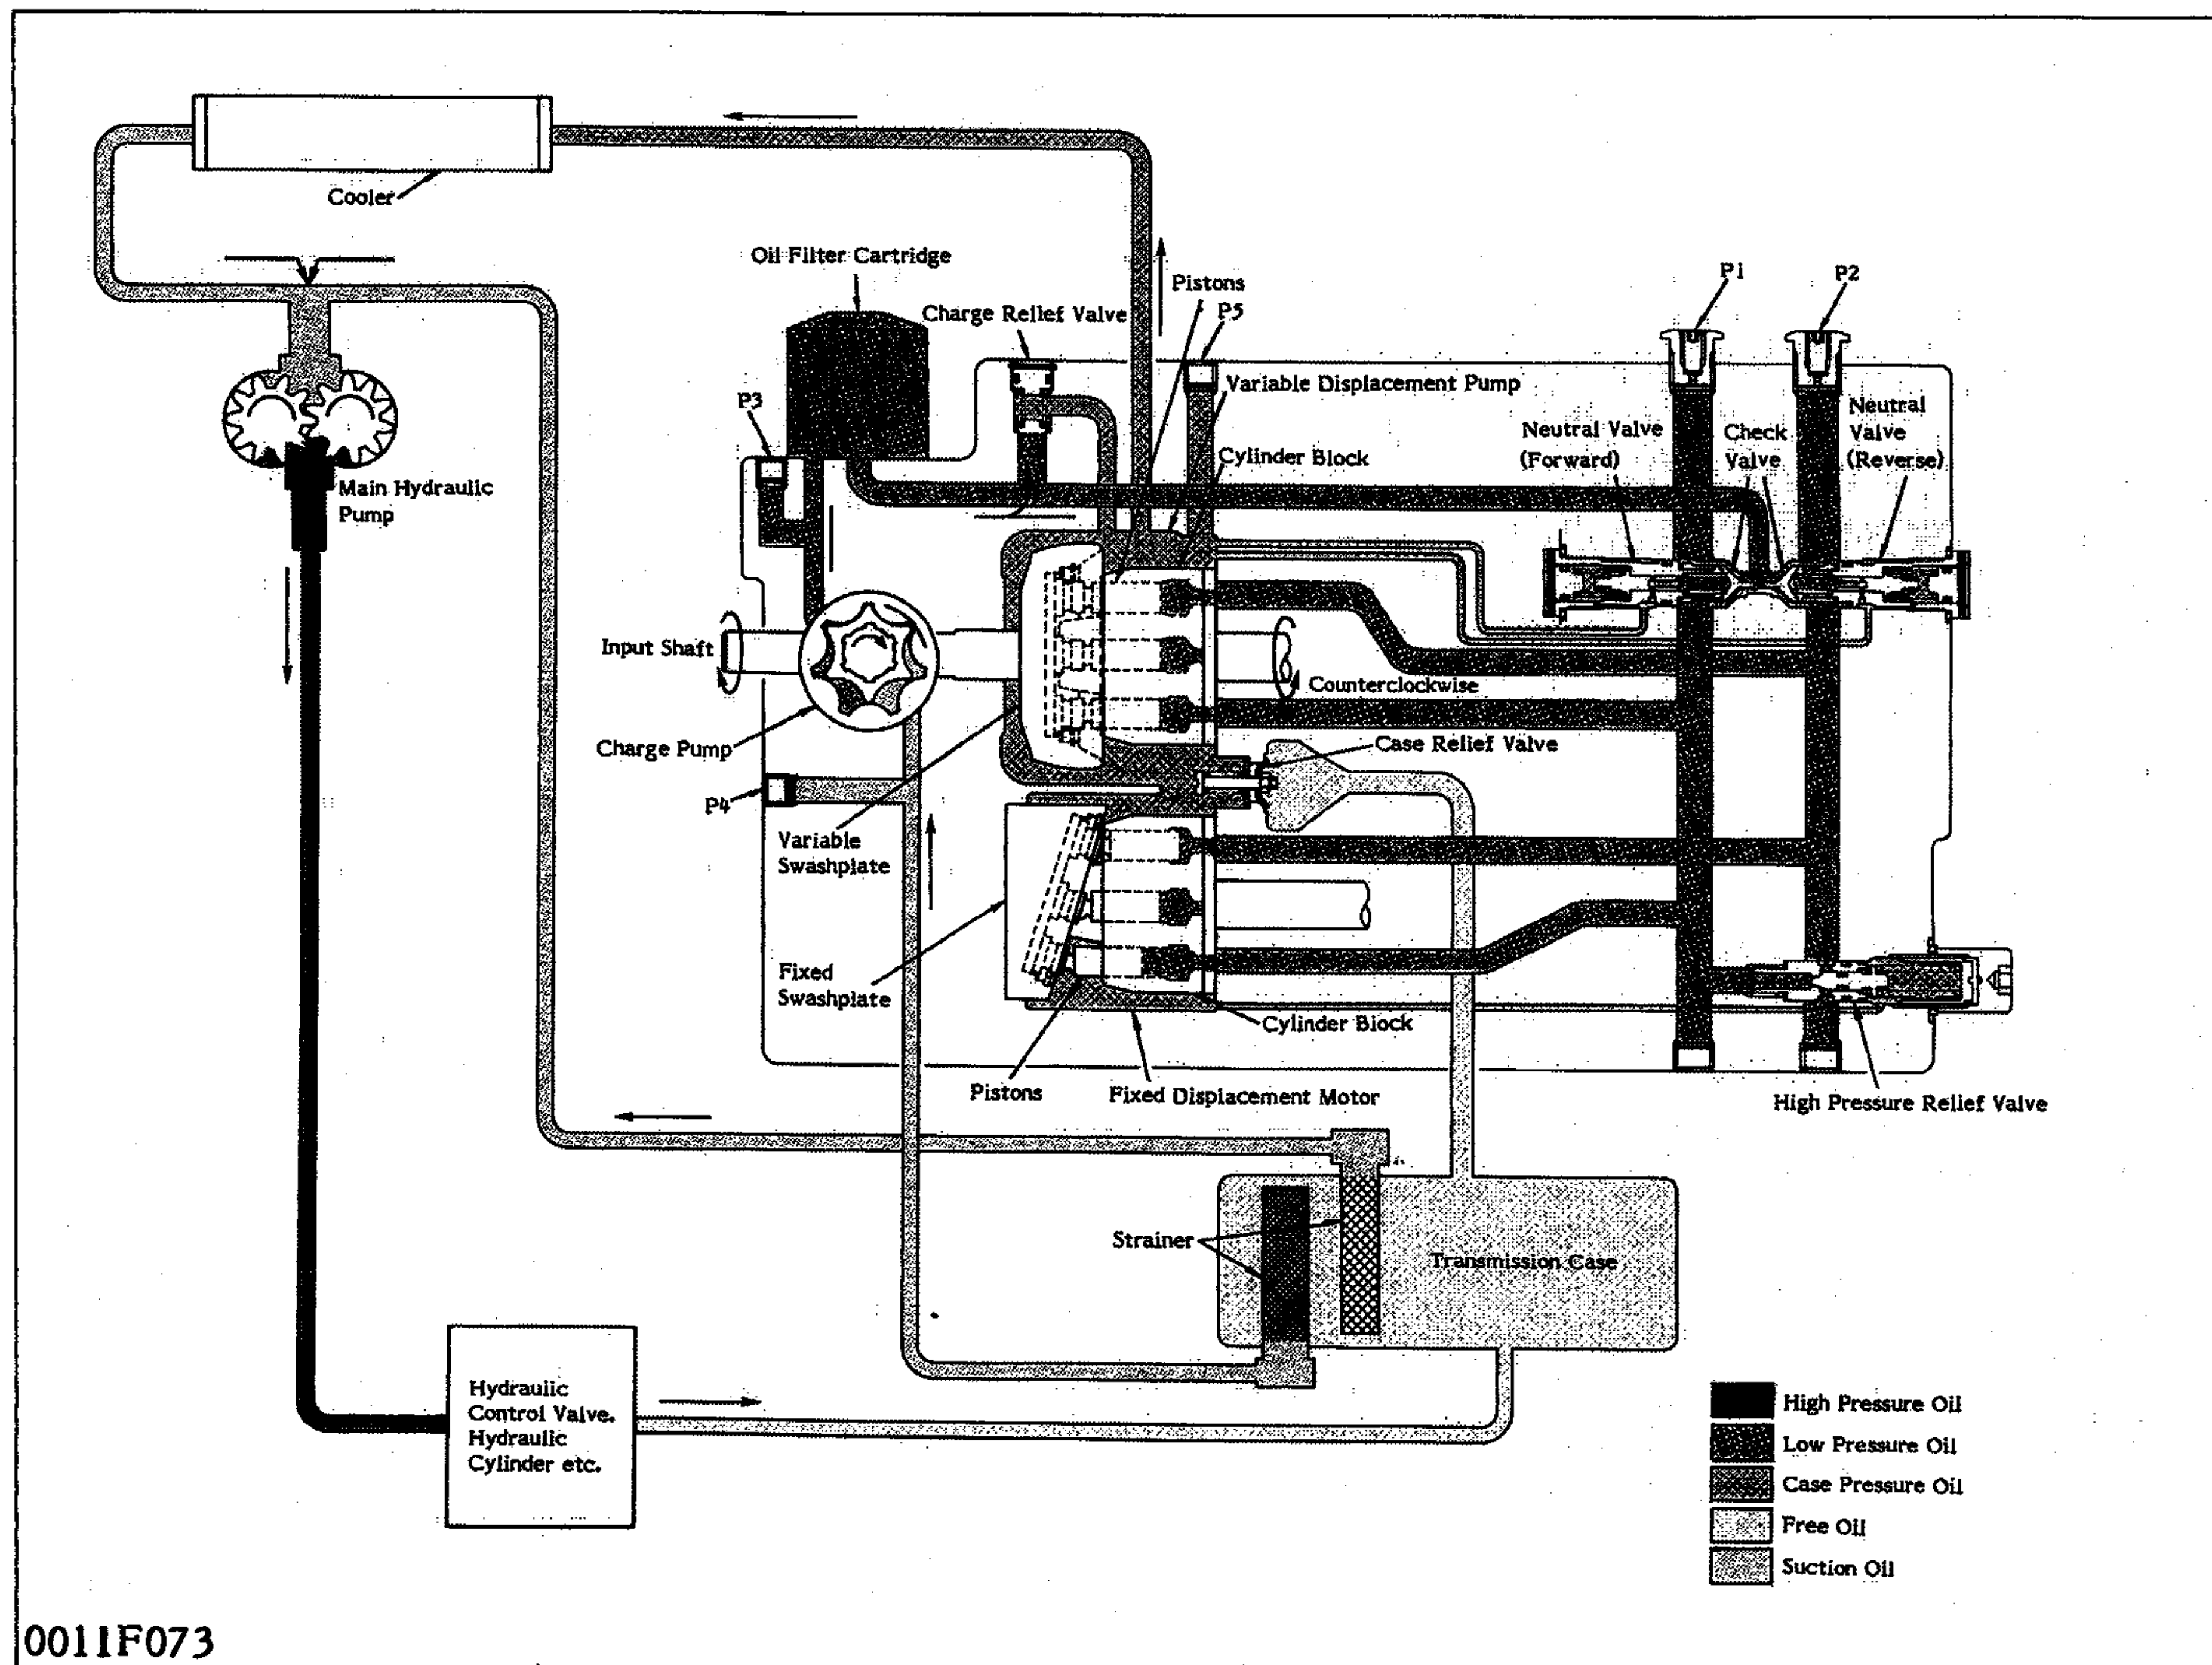 Cooler
Oil Filter Cartridge
Charge Relief Valve
Pistons
P5
P1
P2
Variable Displacement Pump
P3
Neutral Valve
(Forward)
Check
Valve
Neutral
Valve
(Reverse)
Cylinder Block
Main Hydraulic
Pump
Input Shaft
Counterclockwise
Charge Pump
Case Relief Valve
P4
Variable
Swashplate
Fixed
Swashplate
Cylinder Block
Pistons
Fixed Displacement Motor
High Pressure Relief Valve
Strainer
Transmission Case
Hydraulic
Control Valve.
Hydraulic
Cylinder etc.
High Pressure Oil
Low Pressure Oil
Case Pressure Oil
Free Oil
Suction Oil
0011F073